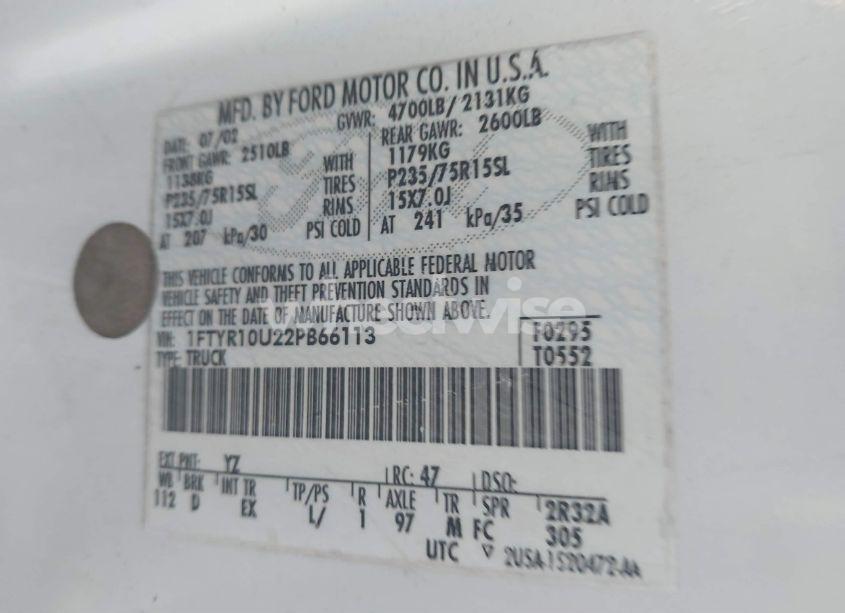 MFD. BY FORD MOTOR CO. IN U.S.A.
DATE: 07/02 GVWR: 4700LB/ 2131KG
FRONT GAWR: 2510LB REAR GAWR: 2600LB
1138KG WITH 1179KG WITH
P235/75R15SL TIRES P235/75R15SL TIRES
15X7.0J RIMS 15X7.0J RIMS
AT 207 kPa/30 PSI COLD AT 241 kPa/35 PSI COLD
THIS VEHICLE CONFORMS TO ALL APPLICABLE FEDERAL MOTOR
VEHICLE SAFETY AND THEFT PREVENTION STANDARDS IN
EFFECT ON THE DATE OF MANUFACTURE SHOWN ABOVE.
VIN: 1FTYR10U22PB66113 F0295
TYPE: TRUCK T0552
EXT PNT: YZ RC: 47 DSO:
WB BRK INT TR TP/PS R AXLE TR SPR 2R32A
112 D EX L/ 1 97 M FC 305
UTC ▽ 2USA-1520472-AA